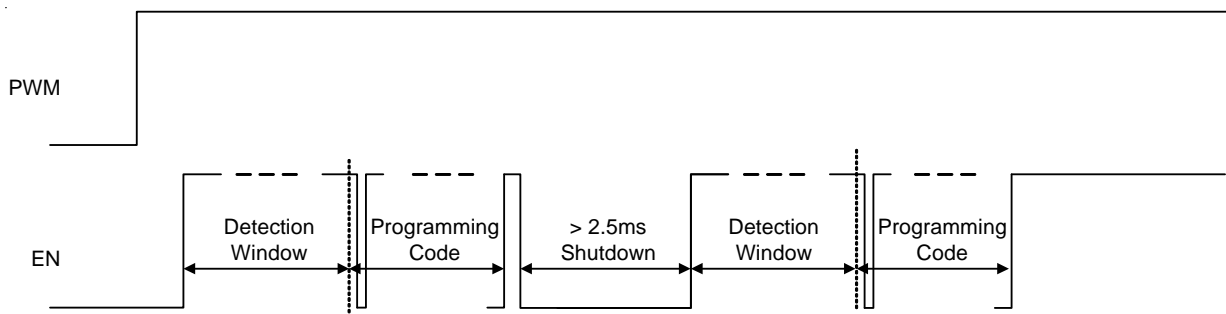 PWM
EN
Detection
Window
Programming
Code
> 2.5ms
Shutdown
Detection
Window
Programming
Code